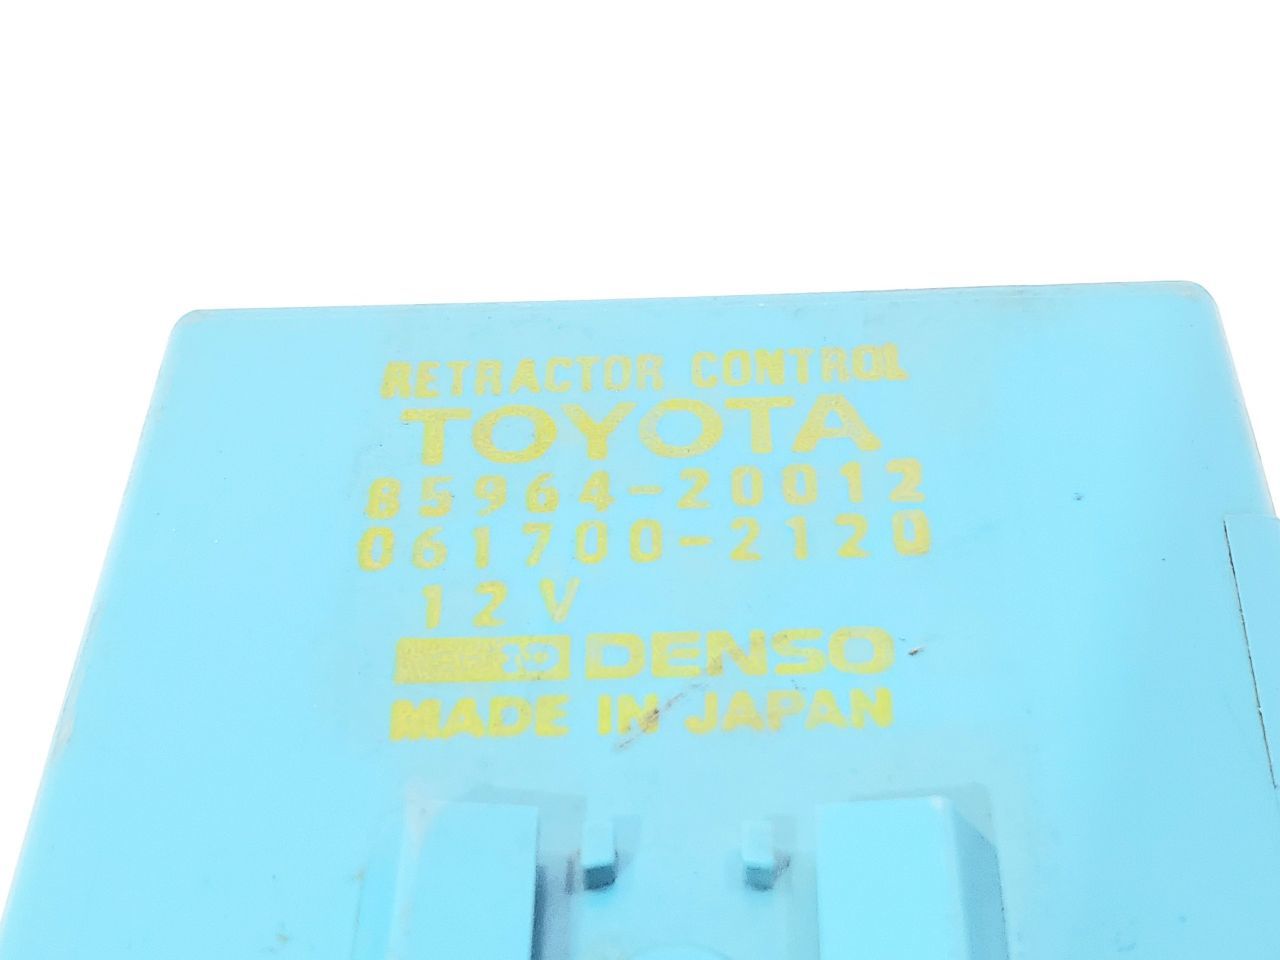 RETRACTOR CONTROL
TOYOTA
85964-20012
061700-2120
12V
DENSO
MADE IN JAPAN